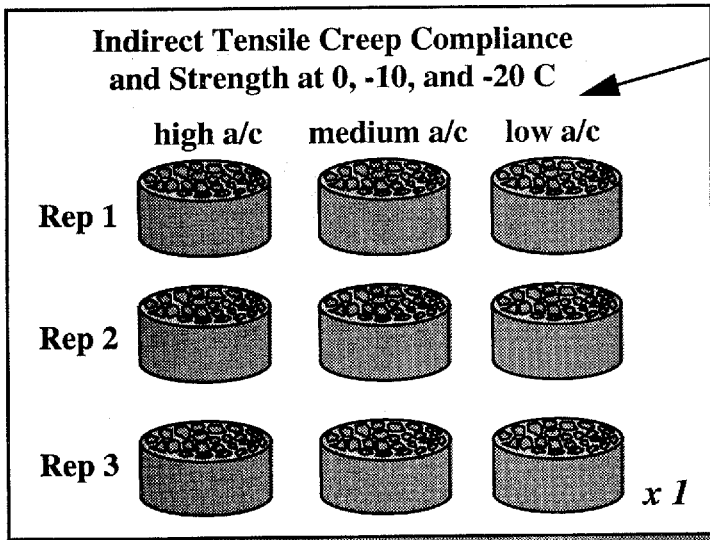 Indirect Tensile Creep Compliance
and Strength at 0, -10, and -20 C
high a/c medium a/c low a/c
Rep 1
Rep 2
Rep 3
x 1